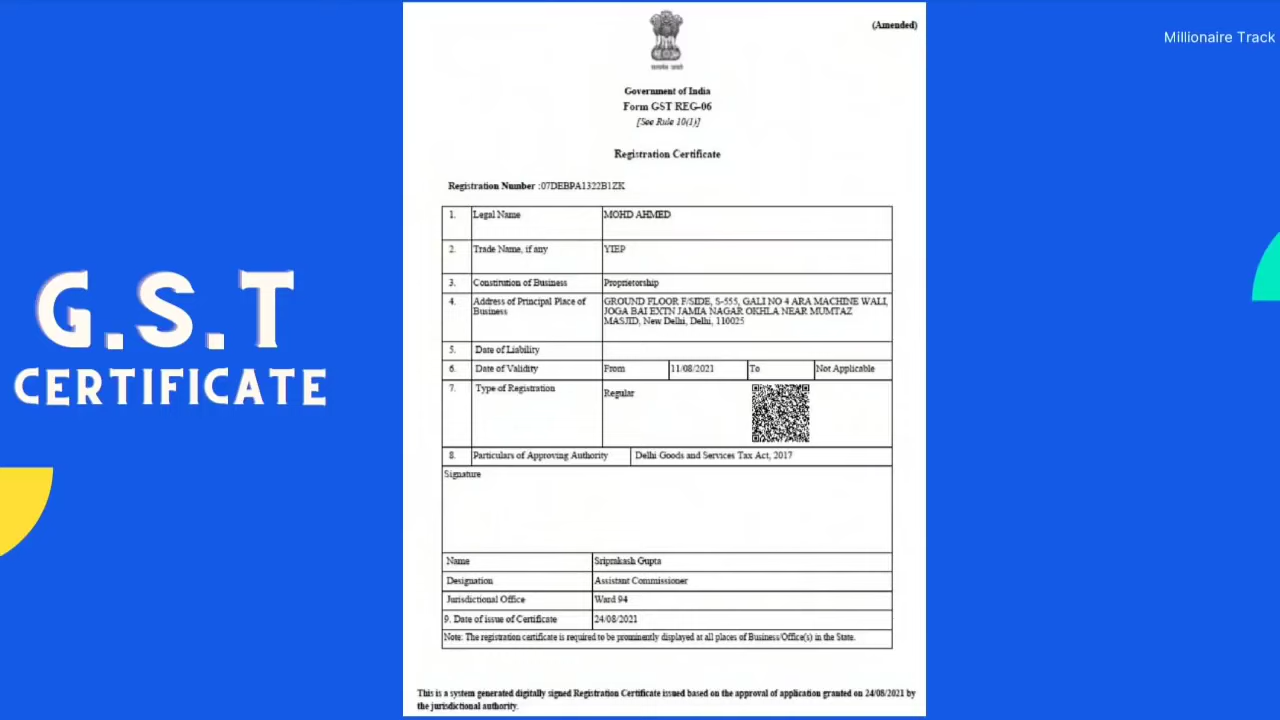 Millionaire Track
G.S.T
CERTIFICATE
(Amended)
Government of India
Form GST REG-06
[See Rule 10(1)]
Registration Certificate
Registration Number :07DEBPA1322B1ZK
1. Legal Name MOHD AHMED
2. Trade Name, if any YIEP
3. Constitution of Business Proprietorship
4. Address of Principal Place of Business GROUND FLOOR F/SIDE, S-555, GALI NO 4 ARA MACHINE WALI,
JOGA BAI EXTN JAMIA NAGAR OKHLA NEAR MUMTAZ
MASJID, New Delhi, Delhi, 110025
5. Date of Liability
6. Date of Validity From 11/08/2021 To Not Applicable
7. Type of Registration Regular
8. Particulars of Approving Authority Delhi Goods and Services Tax Act, 2017
Signature
Name Sriprakash Gupta
Designation Assistant Commissioner
Jurisdictional Office Ward 94
9. Date of issue of Certificate 24/08/2021
Note: The registration certificate is required to be prominently displayed at all places of Business/Office(s) in the State.
This is a system generated digitally signed Registration Certificate issued based on the approval of application granted on 24/08/2021 by
the jurisdictional authority.